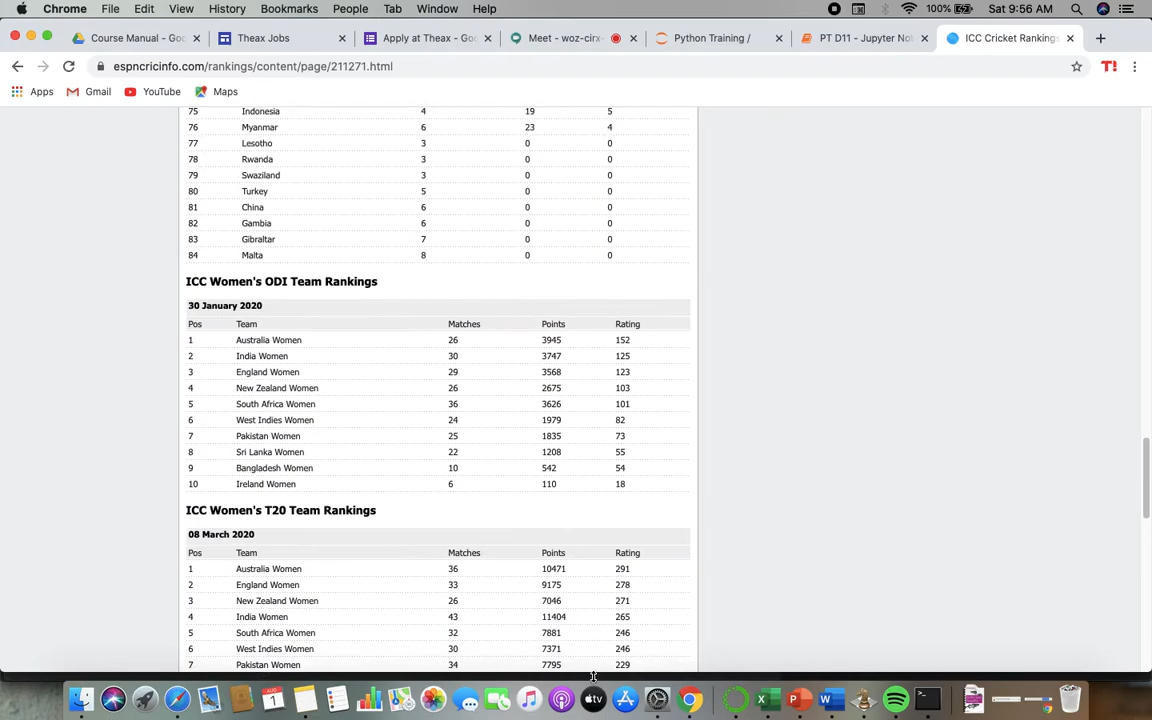 Chrome File Edit View History Bookmarks People Tab Window Help 100% Sat 9:56 AM
Course Manual - Goo Theax Jobs Apply at Theax - Goo Meet - woz-cirx- Python Training / PT D11 - Jupyter Not ICC Cricket Rankings
espncricinfo.com/rankings/content/page/211271.html T!
Apps Gmail YouTube Maps
75 Indonesia 4 19 5
76 Myanmar 6 23 4
77 Lesotho 3 0 0
78 Rwanda 3 0 0
79 Swaziland 3 0 0
80 Turkey 5 0 0
81 China 6 0 0
82 Gambia 6 0 0
83 Gibraltar 7 0 0
84 Malta 8 0 0
ICC Women's ODI Team Rankings
30 January 2020
Pos Team Matches Points Rating
1 Australia Women 26 3945 152
2 India Women 30 3747 125
3 England Women 29 3568 123
4 New Zealand Women 26 2675 103
5 South Africa Women 36 3626 101
6 West Indies Women 24 1979 82
7 Pakistan Women 25 1835 73
8 Sri Lanka Women 22 1208 55
9 Bangladesh Women 10 542 54
10 Ireland Women 6 110 18
ICC Women's T20 Team Rankings
08 March 2020
Pos Team Matches Points Rating
1 Australia Women 36 10471 291
2 England Women 33 9175 278
3 New Zealand Women 26 7046 271
4 India Women 43 11404 265
5 South Africa Women 32 7881 246
6 West Indies Women 30 7371 246
7 Pakistan Women 34 7795 229